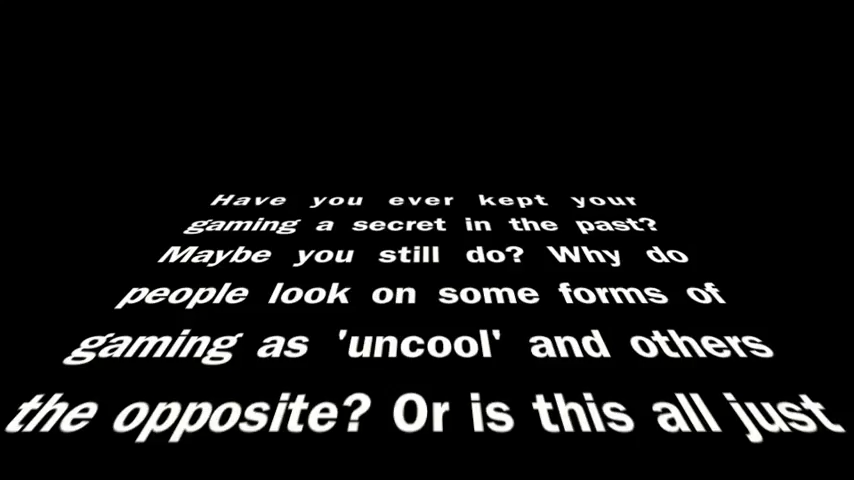 Have you ever kept your
gaming a secret in the past?
Maybe you still do? Why do
people look on some forms of
gaming as 'uncool' and others
the opposite? Or is this all just